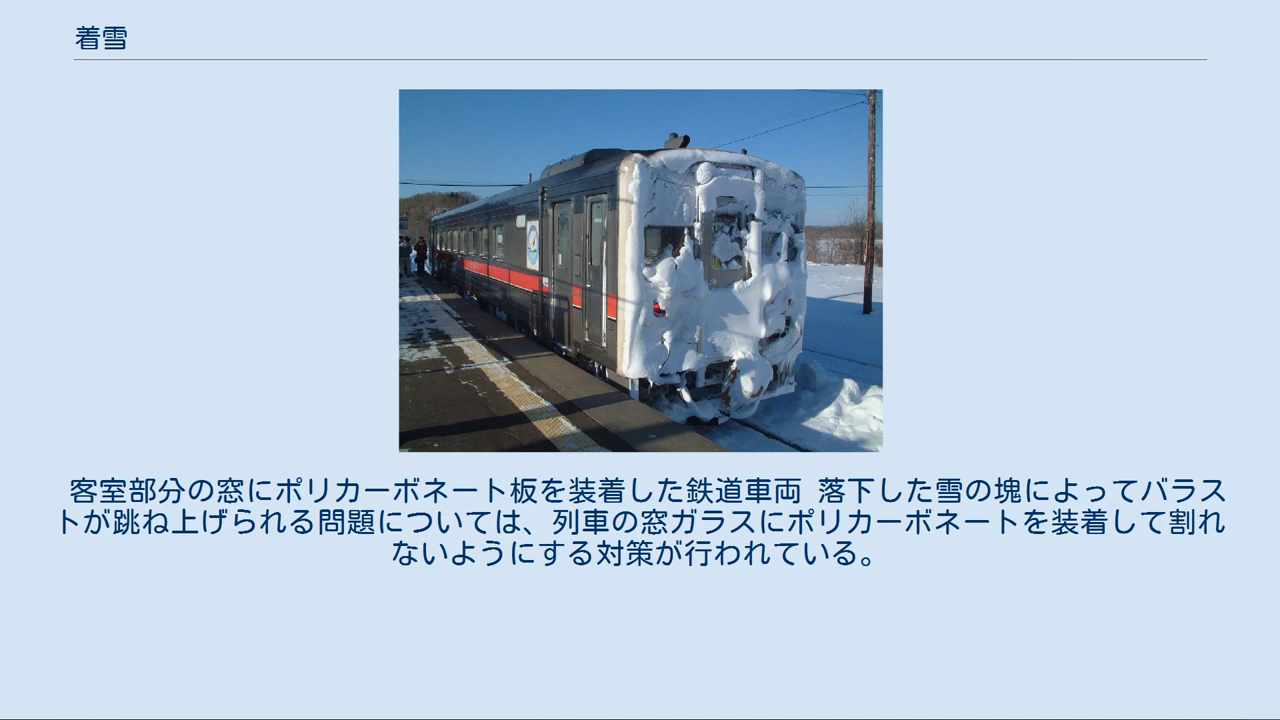 着雪
客室部分の窓にポリカーボネート板を装着した鉄道車両 落下した雪の塊によってバラス
トが跳ね上げられる問題については、列車の窓ガラスにポリカーボネートを装着して割れ
ないようにする対策が行われている。